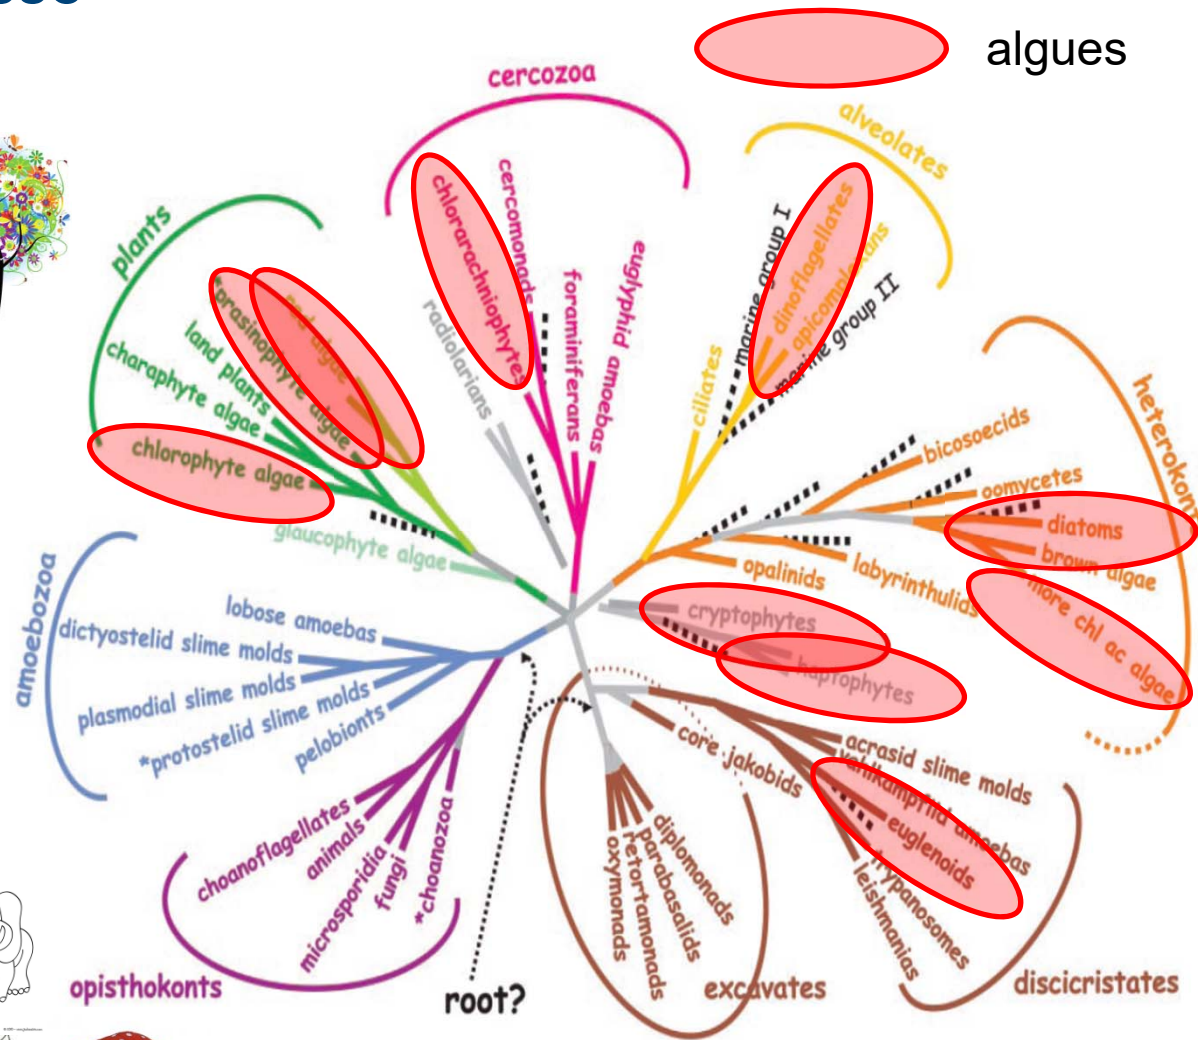 algues
cercozoa
alveolates
plants
chlorarachniophytes
cercomonads
foraminiferans
euglyphid amoebas
radiolarians
ciliates
marine group I
dinoflagellates
apicomplexans
marine group II
*prasinophyte algae
red algae
land plants
charaphyte algae
chlorophyte algae
glaucophyte algae
heterokont
bicosoecids
oomycetes
diatoms
brown algae
more chl ac algae
labyrinthulids
opalinids
cryptophytes
haptophytes
amoebozoa
lobose amoebas
dictyostelid slime molds
plasmodial slime molds
*protostelid slime molds
pelobionts
choanoflagellates
animals
microsporidia
fungi
*choanozoa
opisthokonts
root?
core jakobids
diplomonads
parabasalids
retortamonads
oxymonads
excavates
acrasid slime molds
vahlkampfiid amoebas
euglenoids
trypanosomes
leishmanias
discicristates